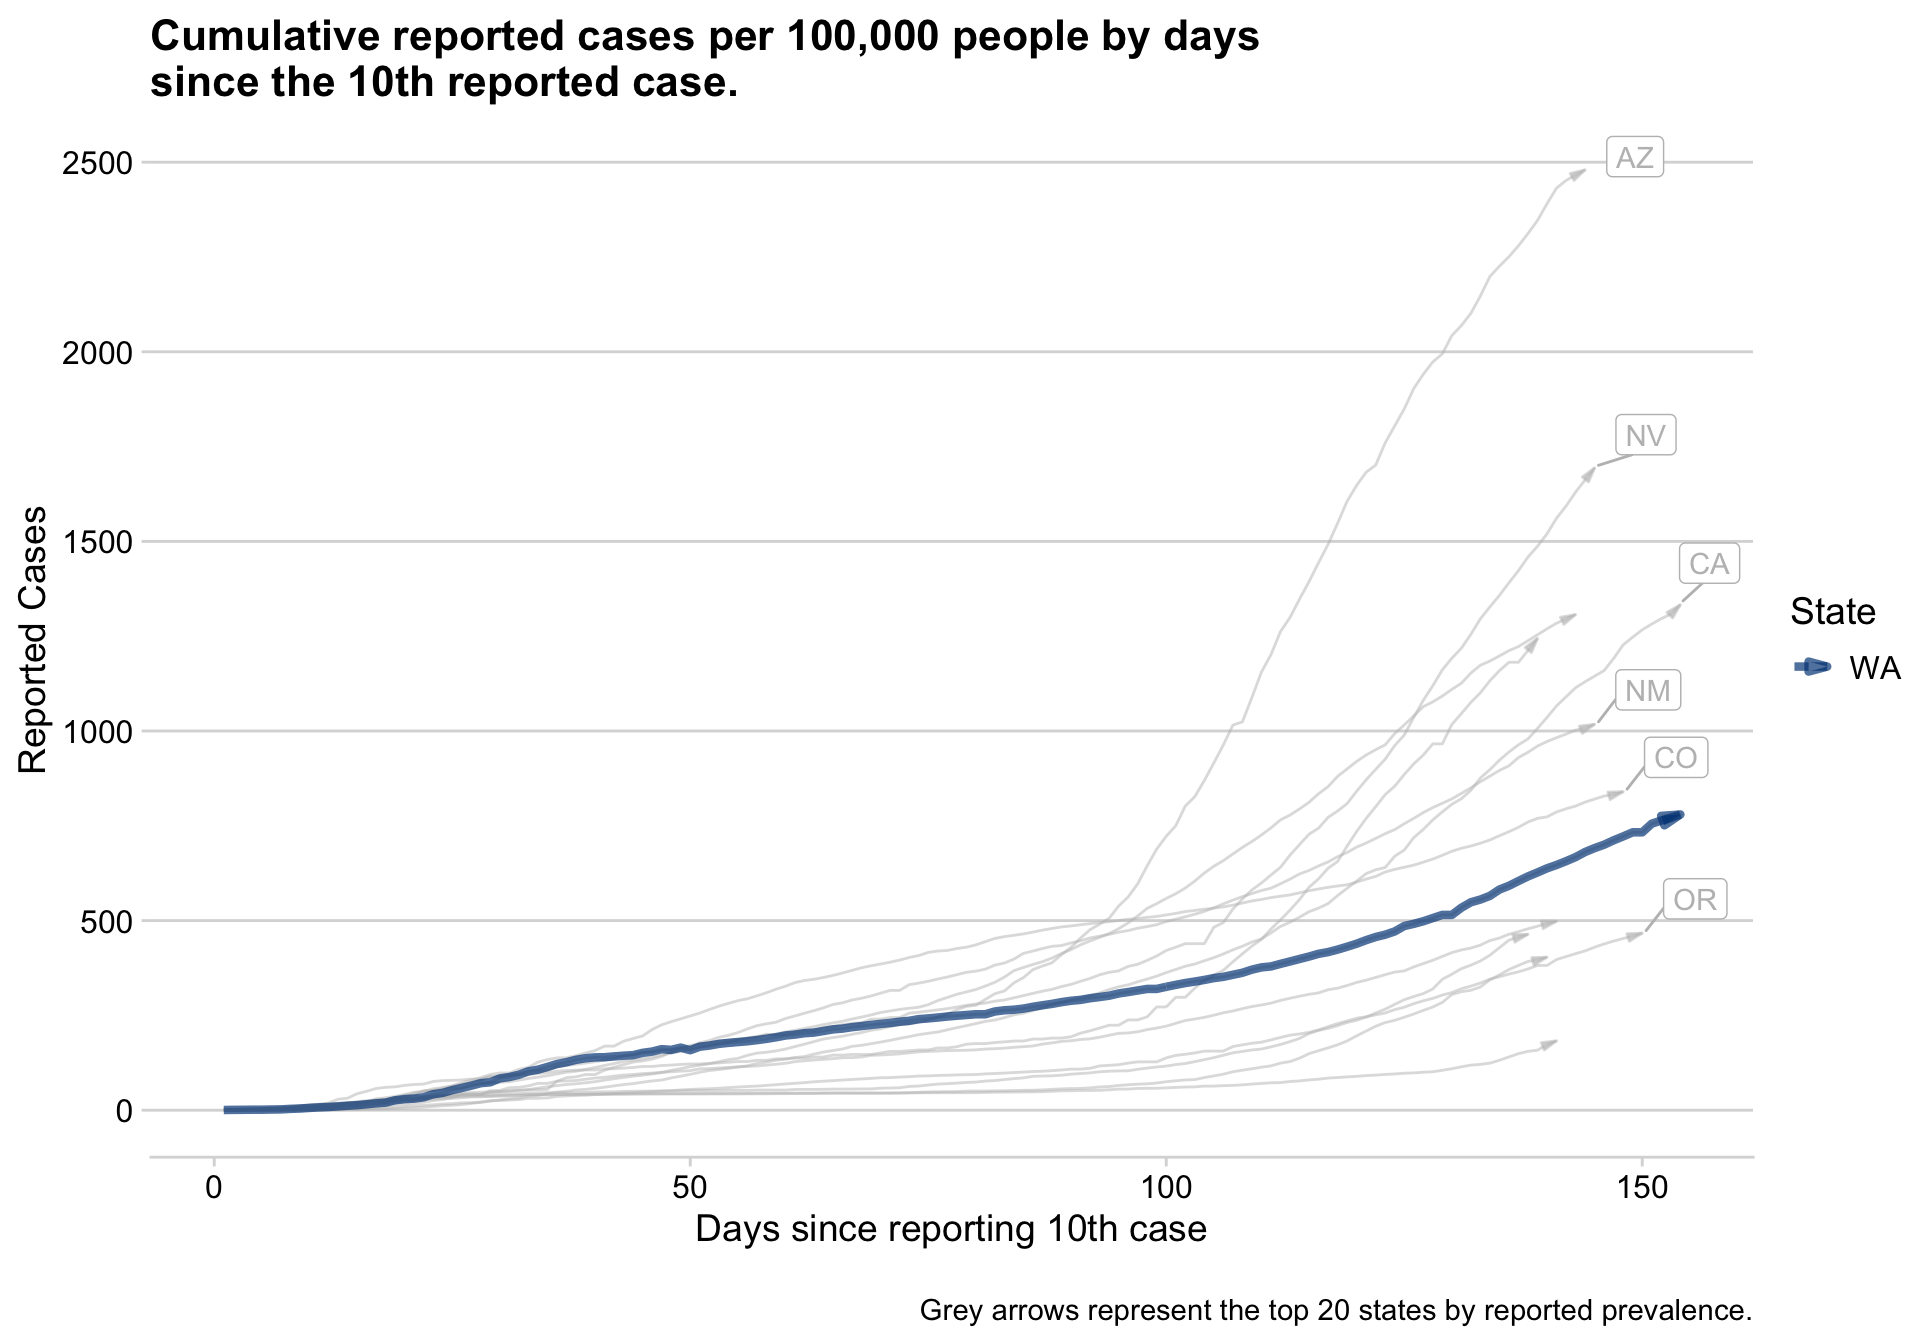 Cumulative reported cases per 100,000 people by days
since the 10th reported case.
2500
2000
1500
1000
500
0
Reported Cases
AZ
NV
CA
NM
CO
OR
State
WA
0
50
100
150
Days since reporting 10th case
Grey arrows represent the top 20 states by reported prevalence.